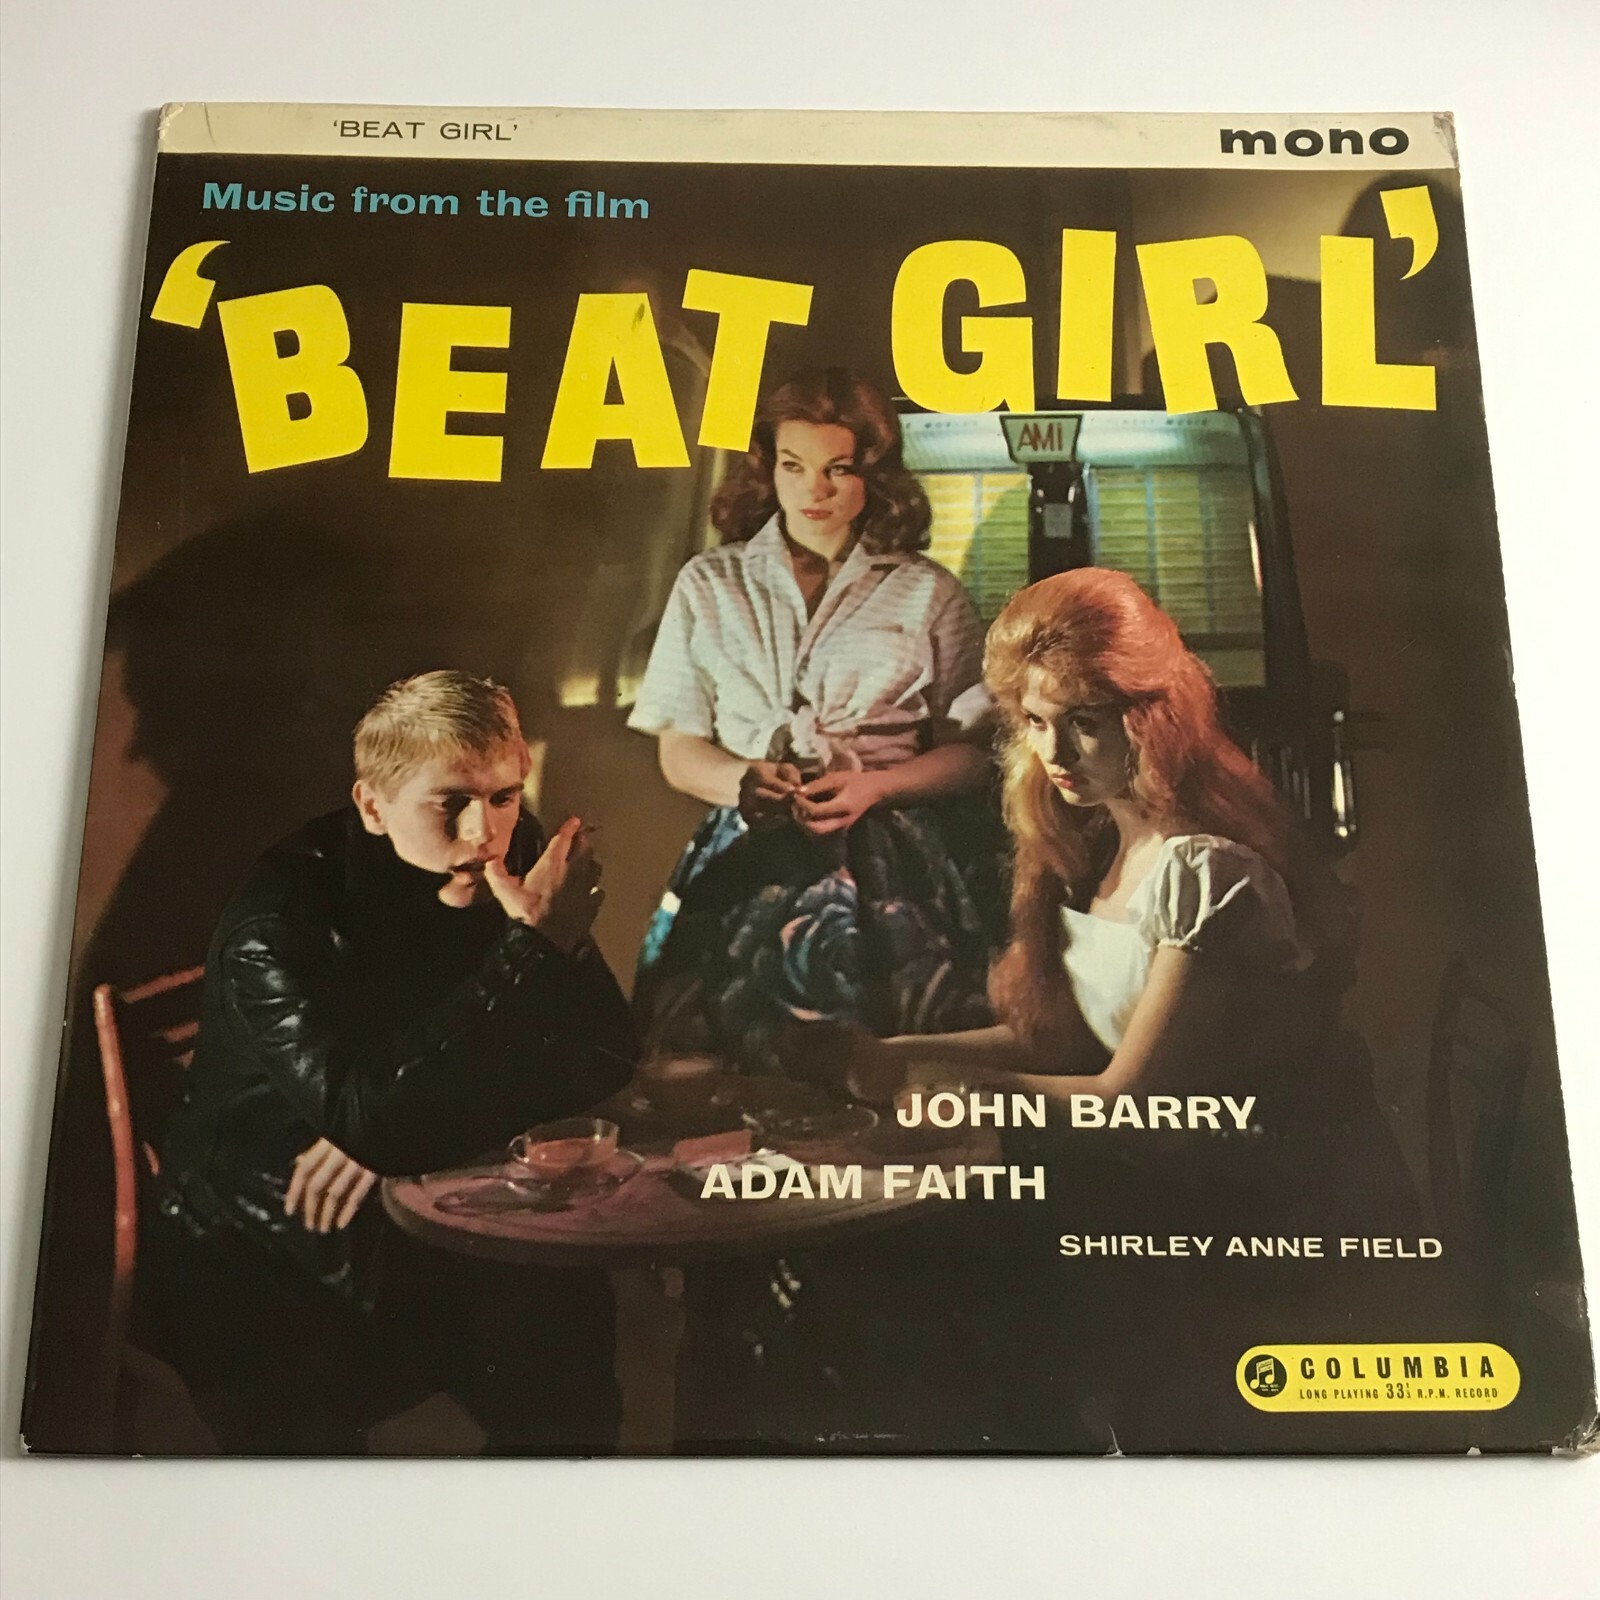 ‘BEAT GIRL’
mono
Music from the film
‘BEAT GIRL’
AMi
JOHN BARRY
ADAM FAITH
SHIRLEY ANNE FIELD
COLUMBIA
LONG PLAYING 33⅓ R.P.M. RECORD